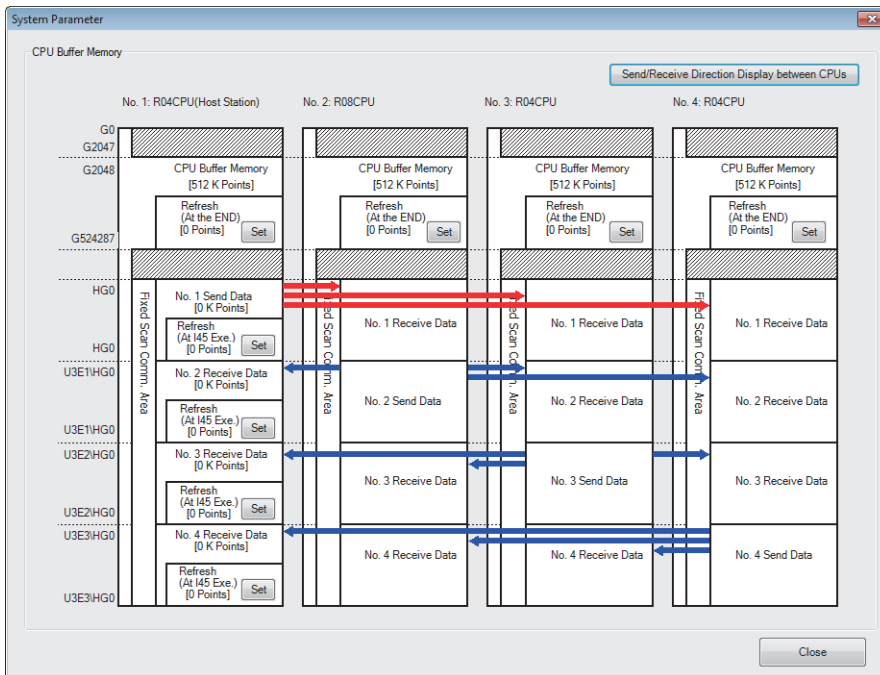 System Parameter
CPU Buffer Memory
Send/Receive Direction Display between CPUs
No. 1: R04CPU(Host Station)
No. 2: R08CPU
No. 3: R04CPU
No. 4: R04CPU
G0
G2047
G2048
G524287
HG0
HG0
U3E1\HG0
U3E1\HG0
U3E2\HG0
U3E2\HG0
U3E3\HG0
U3E3\HG0
CPU Buffer Memory
[512 K Points]
Refresh
(At the END)
[0 Points]
Set
Fixed Scan Comm. Area
No. 1 Send Data
[0 K Points]
Refresh
(At I45 Exe.)
[0 Points]
Set
No. 2 Receive Data
[0 K Points]
Refresh
(At I45 Exe.)
[0 Points]
Set
No. 3 Receive Data
[0 K Points]
Refresh
(At I45 Exe.)
[0 Points]
Set
No. 4 Receive Data
[0 K Points]
Refresh
(At I45 Exe.)
[0 Points]
Set
CPU Buffer Memory
[512 K Points]
Refresh
(At the END)
[0 Points]
Set
Fixed Scan Comm. Area
No. 1 Receive Data
No. 2 Send Data
No. 3 Receive Data
No. 4 Receive Data
CPU Buffer Memory
[512 K Points]
Refresh
(At the END)
[0 Points]
Set
Fixed Scan Comm. Area
No. 1 Receive Data
No. 2 Receive Data
No. 3 Send Data
No. 4 Receive Data
CPU Buffer Memory
[512 K Points]
Refresh
(At the END)
[0 Points]
Set
Fixed Scan Comm. Area
No. 1 Receive Data
No. 2 Receive Data
No. 3 Receive Data
No. 4 Send Data
Close